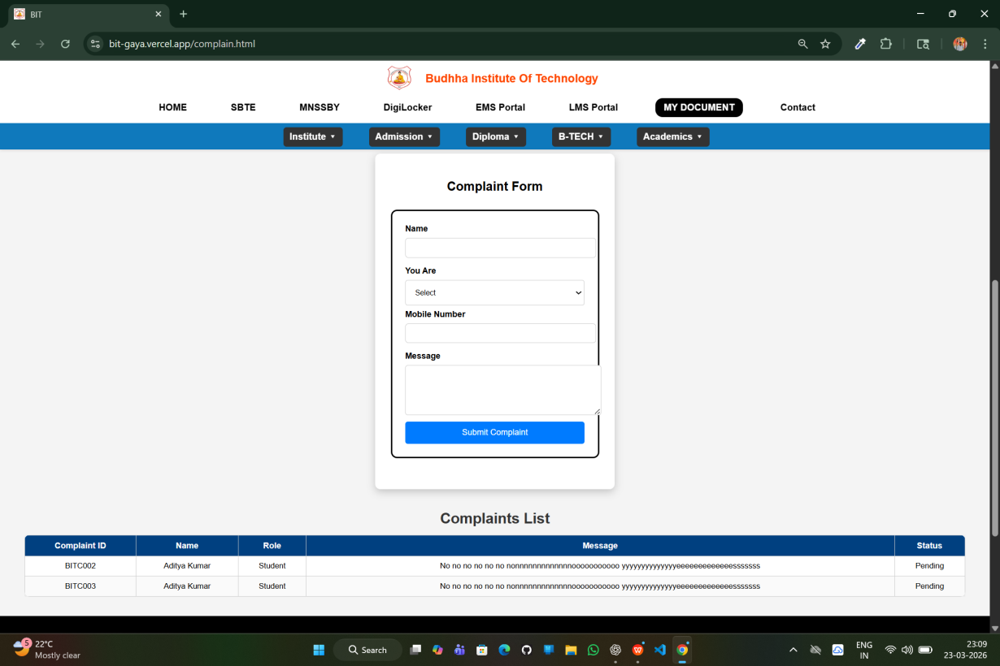 BIT
bit-gaya.vercel.app/complain.html
Budhha Institute Of Technology
HOME SBTE MNSSBY DigiLocker EMS Portal LMS Portal MY DOCUMENT Contact
Institute ▼ Admission ▼ Diploma ▼ B-TECH ▼ Academics ▼
Complaint Form
Name
You Are
Select
Mobile Number
Message
Submit Complaint
Complaints List
Complaint ID Name Role Message Status
BITC002 Aditya Kumar Student No no no no no no nonnnnnnnnnnnnnooooooooooo yyyyyyyyyyyyyyeeeeeeeeeeeeesssssss Pending
BITC003 Aditya Kumar Student No no no no no no nonnnnnnnnnnnnnooooooooooo yyyyyyyyyyyyyyeeeeeeeeeeeeesssssss Pending
5
22°C
Mostly clear
Search
ENG
IN
23:09
23-03-2026